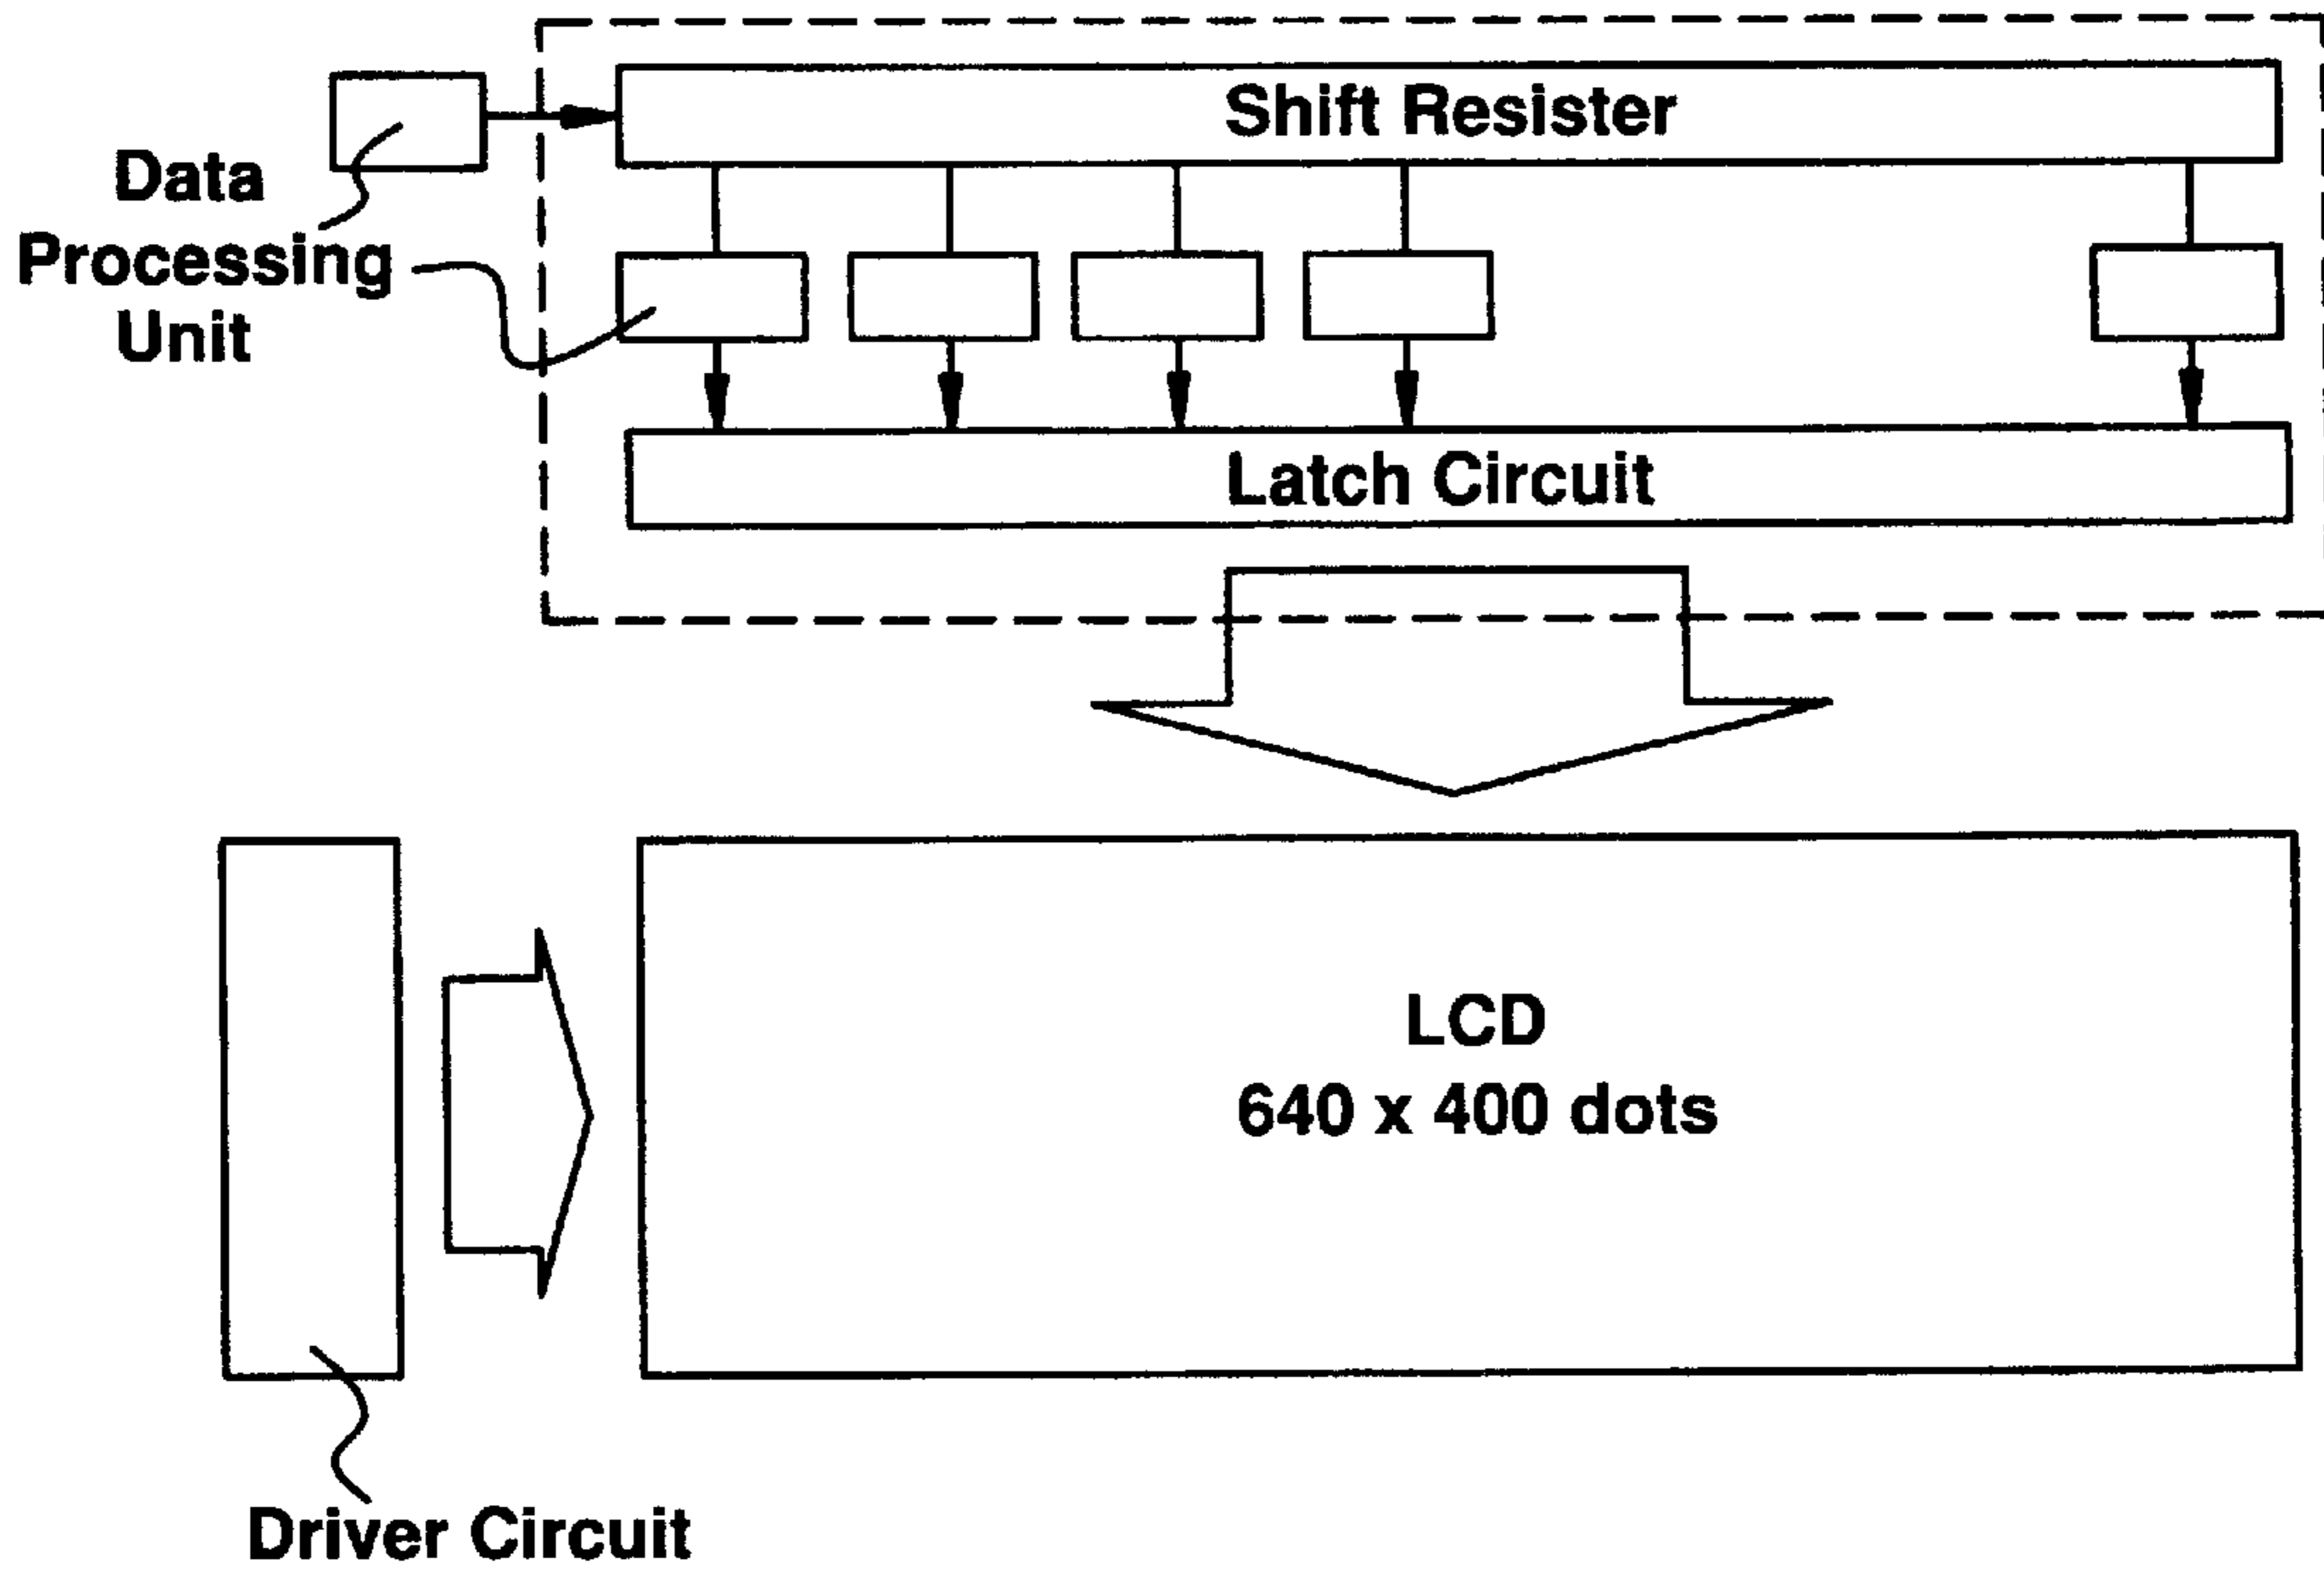 Shift Resister
Data
Processing
Unit
Latch Circuit
LCD
640 x 400 dots
Driver Circuit